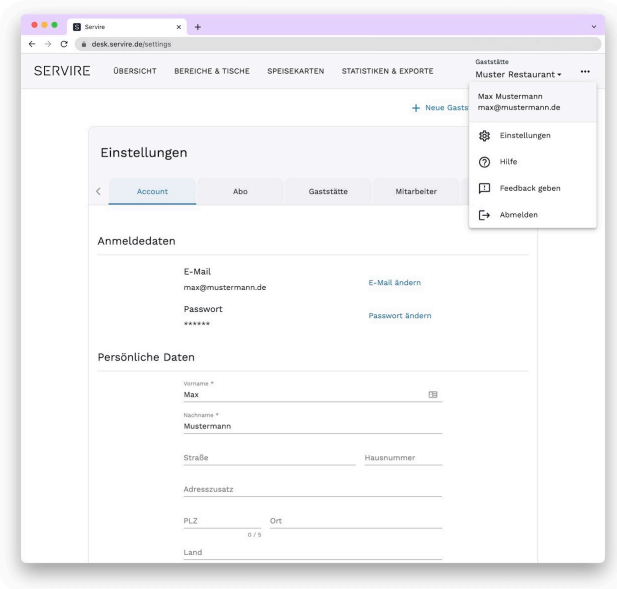 Servire
desk.servire.de/settings
SERVIRE
ÜBERSICHT
BEREICHE & TISCHE
SPEISEKARTEN
STATISTIKEN & EXPORTE
Gaststätte
Muster Restaurant
Max Mustermann
max@mustermann.de
Einstellungen
Hilfe
Feedback geben
Abmelden
+ Neue Gasts
Einstellungen
Account
Abo
Gaststätte
Mitarbeiter
Anmeldedaten
E-Mail
max@mustermann.de
E-Mail ändern
Passwort
******
Passwort ändern
Persönliche Daten
Vorname *
Max
Nachname *
Mustermann
Straße
Hausnummer
Adresszusatz
PLZ
Ort
0 / 5
Land